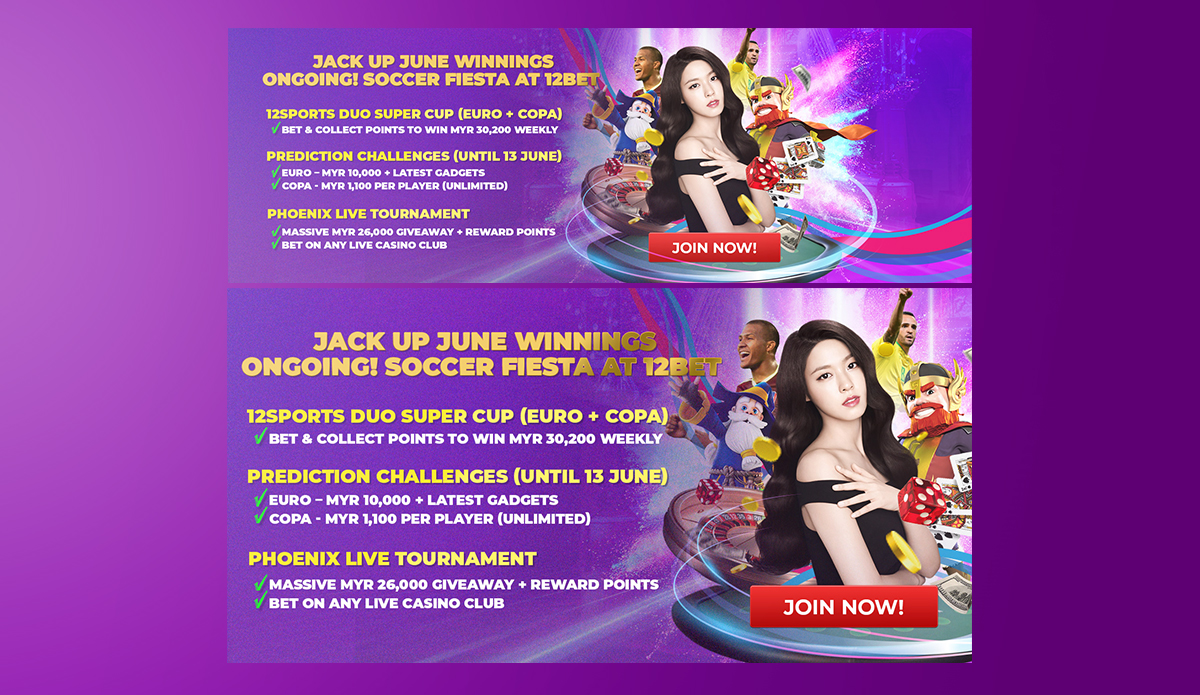 JACK UP JUNE WINNINGS
ONGOING! SOCCER FIESTA AT 12BET
12SPORTS DUO SUPER CUP (EURO + COPA)
✓BET & COLLECT POINTS TO WIN MYR 30,200 WEEKLY
PREDICTION CHALLENGES (UNTIL 13 JUNE)
✓EURO – MYR 10,000 + LATEST GADGETS
✓COPA - MYR 1,100 PER PLAYER (UNLIMITED)
PHOENIX LIVE TOURNAMENT
✓MASSIVE MYR 26,000 GIVEAWAY + REWARD POINTS
✓BET ON ANY LIVE CASINO CLUB
JOIN NOW!
JACK UP JUNE WINNINGS
ONGOING! SOCCER FIESTA AT 12BET
12SPORTS DUO SUPER CUP (EURO + COPA)
✓BET & COLLECT POINTS TO WIN MYR 30,200 WEEKLY
PREDICTION CHALLENGES (UNTIL 13 JUNE)
✓EURO – MYR 10,000 + LATEST GADGETS
✓COPA - MYR 1,100 PER PLAYER (UNLIMITED)
PHOENIX LIVE TOURNAMENT
✓MASSIVE MYR 26,000 GIVEAWAY + REWARD POINTS
✓BET ON ANY LIVE CASINO CLUB
JOIN NOW!